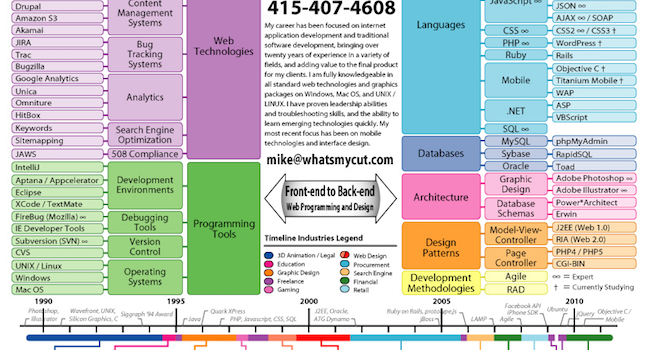 Drupal
Amazon S3
Akamai
JIRA
Trac
Bugzilla
Google Analytics
Unica
Omniture
HitBox
Keywords
Sitemapping
JAWS
IntelliJ
Aptana / Appcelerator
Eclipse
XCode / TextMate
FireBug (Mozilla) ∞
IE Developer Tools
Subversion (SVN) ∞
CVS
UNIX / Linux
Windows
Mac OS
Content
Management
Systems
Bug
Tracking
Systems
Analytics
Search Engine
Optimization
508 Compliance
Development
Environments
Debugging
Tools
Version
Control
Operating
Systems
Web
Technologies
Programming
Tools
415-407-4608
My career has been focused on internet
application development and traditional
software development, bringing over
twenty years of experience in a variety of
fields, and adding value to the final product
for my clients. I am fully knowledgeable in
all standard web technologies and graphics
packages on Windows, Mac OS, and UNIX /
LINUX. I have proven leadership abilities
and troubleshooting skills, and the ability to
learn emerging technologies quickly. My
most recent focus has been on mobile
technologies and interface design.
mike@whatsmycut.com
Front-end to Back-end
Web Programming and Design
Timeline Industries Legend
3D Animation / Legal
Education
Graphic Design
Freelance
Gaming
Web Design
Procurement
Search Engine
Financial
Retail
Languages
Databases
Architecture
Design
Patterns
Development
Methodologies
JavaScript ∞
CSS ∞
PHP ∞
Ruby
Mobile
.NET
SQL ∞
MySQL
Sybase
Oracle
Graphic
Design
Database
Schemas
Model-View-
Controller
Page
Controller
Agile
RAD
JSON ∞
AJAX ∞ / SOAP
CSS2 ∞ / CSS3 †
WordPress †
Rails
Objective C †
Titanium Mobile †
WAP
ASP
VBScript
phpMyAdmin
RapidSQL
Toad
Adobe Photoshop ∞
Adobe Illustrator ∞
Power*Architect
Erwin
J2EE (Web 1.0)
RIA (Web 2.0)
PHP4 / PHP5
CGI-BIN
∞ = Expert
† = Currently Studying
1990
1995
2000
2005
2010
Photoshop,
Illustrator
Wavefront, UNIX,
Silicon Graphics, C
Siggraph '94 Award
Java
Quark XPress
PHP, Javascript, CSS, SQL
J2EE, Oracle,
ATG Dynamo
Ruby on Rails, prototype.js
JBoss
LAMP
Agile
Facebook API
iPhone SDK
Ubuntu
jQuery
Objective C /
Mobile